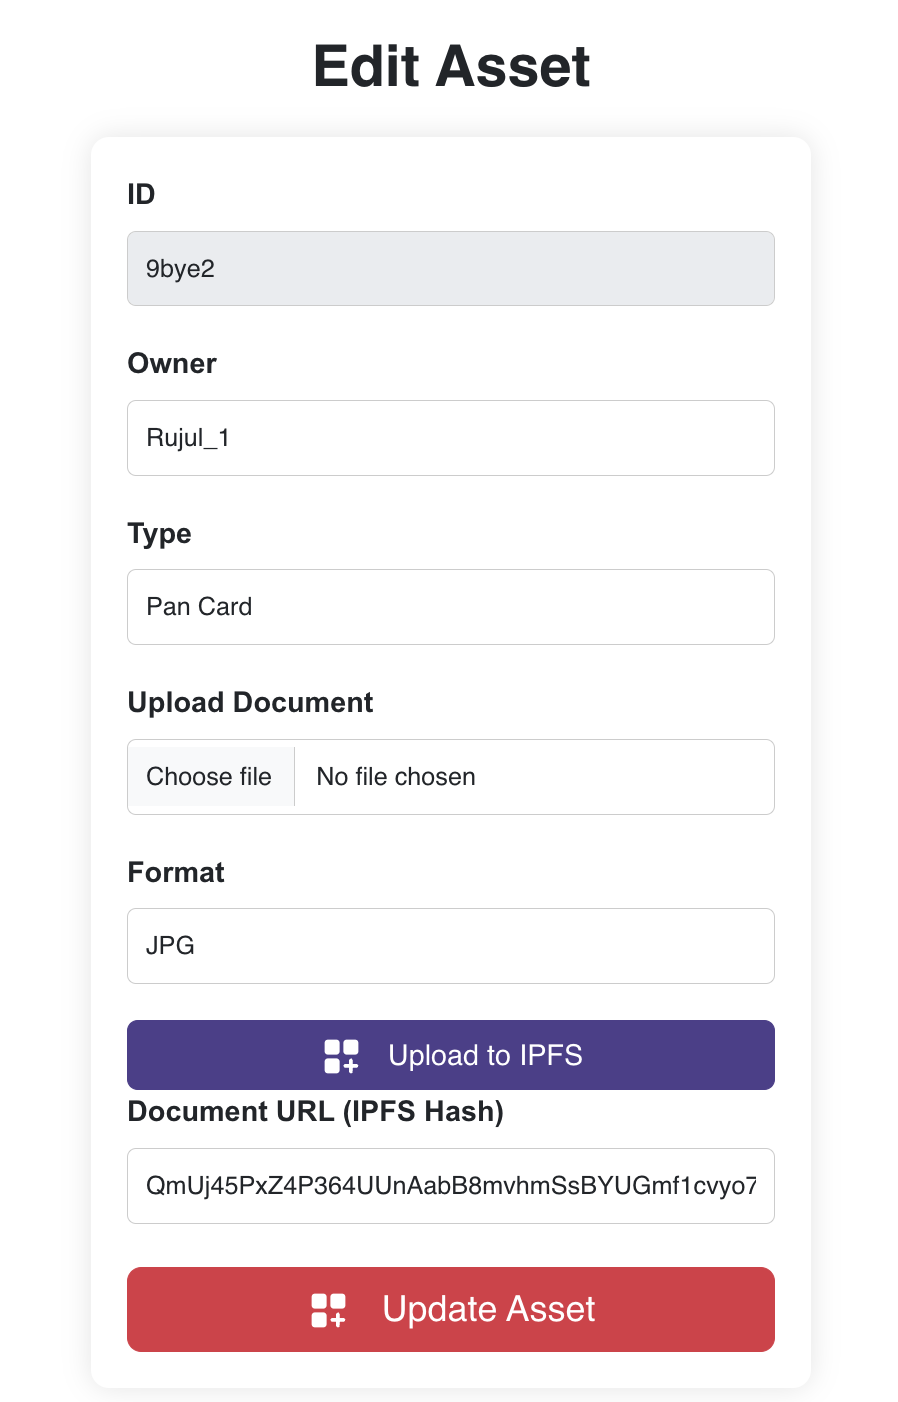 Edit Asset
ID
9bye2
Owner
Rujul_1
Type
Pan Card
Upload Document
Choose file No file chosen
Format
JPG
Upload to IPFS
Document URL (IPFS Hash)
QmUj45PxZ4P364UUnAabB8mvhmSsBYUGmf1cvyo7
Update Asset